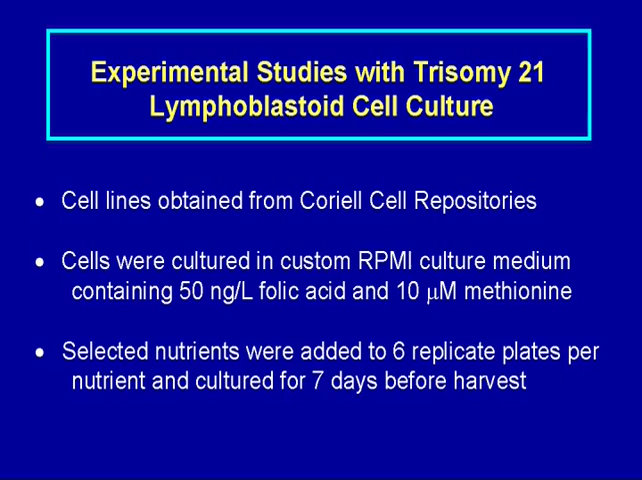 Experimental Studies with Trisomy 21
Lymphoblastoid Cell Culture
• Cell lines obtained from Coriell Cell Repositories
• Cells were cultured in custom RPMI culture medium
containing 50 ng/L folic acid and 10 μM methionine
• Selected nutrients were added to 6 replicate plates per
nutrient and cultured for 7 days before harvest